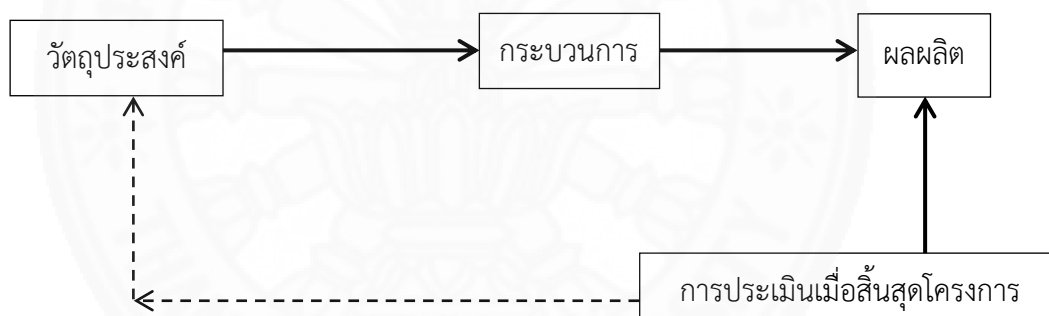 วัตถุประสงค์
กระบวนการ
ผลผลิต
การประเมินเมื่อสิ้นสุดโครงการ